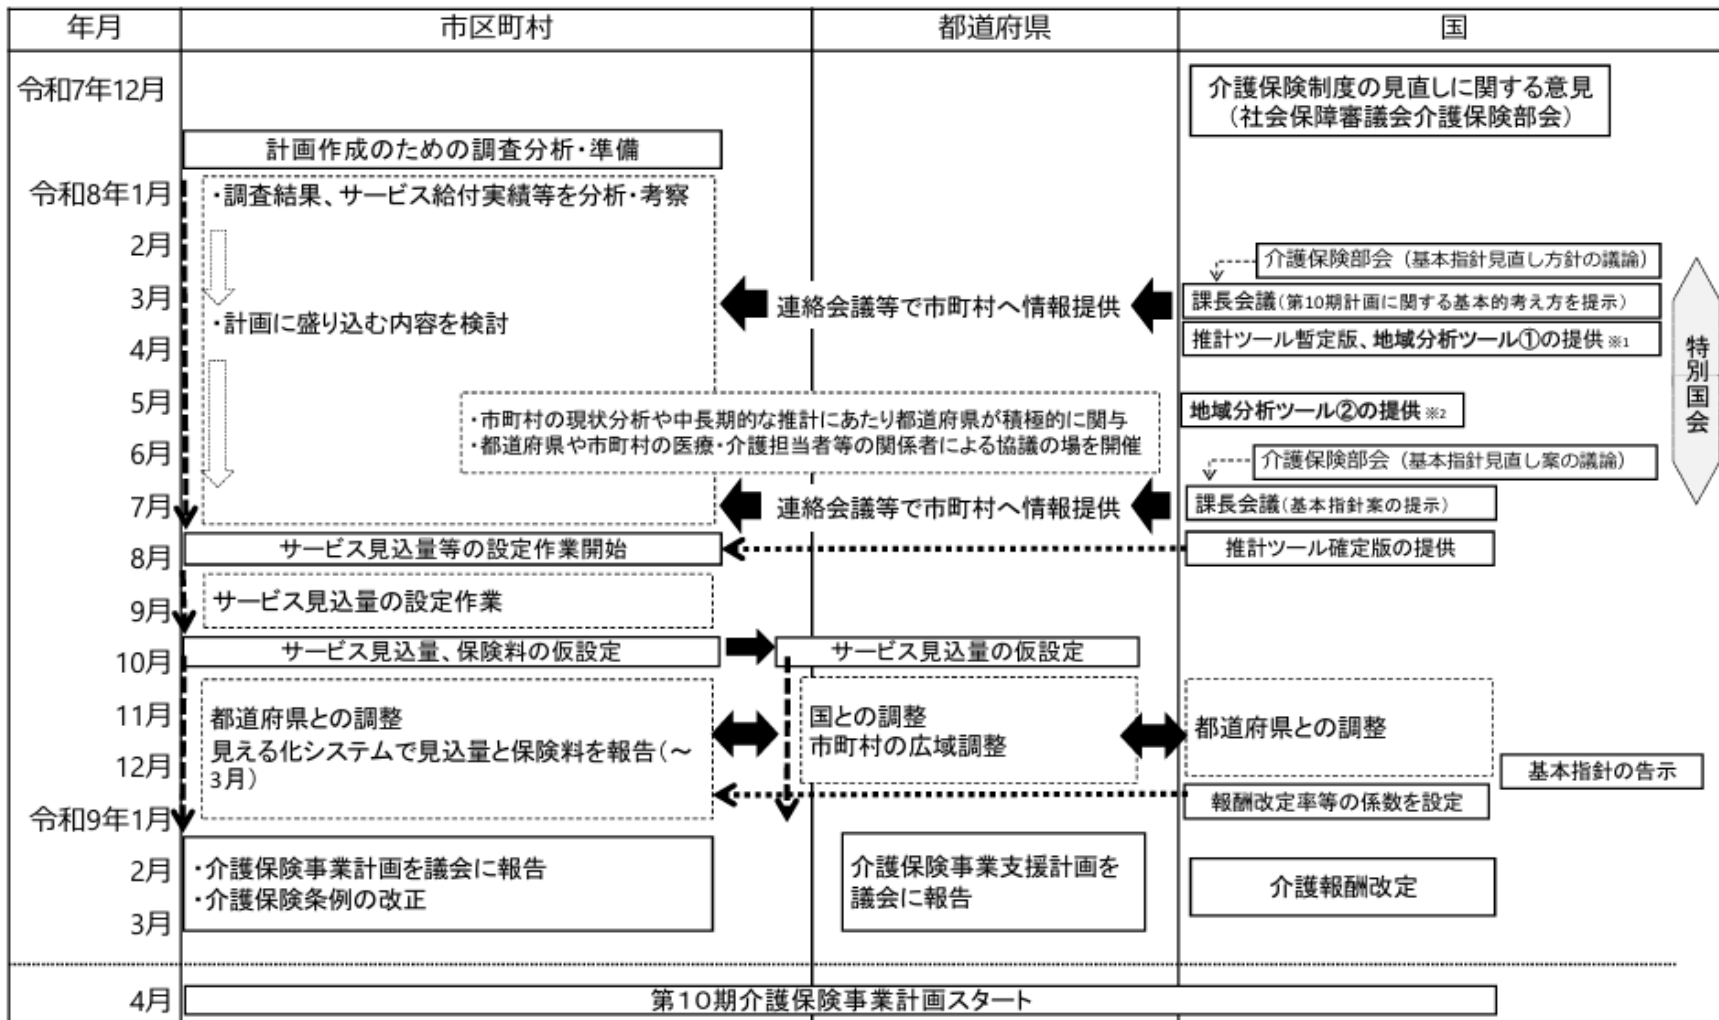 年月
市区町村
都道府県
国
令和7年12月
介護保険制度の見直しに関する意見
（社会保障審議会介護保険部会）
計画作成のための調査分析・準備
令和8年1月
・調査結果、サービス給付実績等を分析・考察
2月
介護保険部会（基本指針見直し方針の議論）
3月
連絡会議等で市町村へ情報提供
課長会議（第10期計画に関する基本的考え方を提示）
・計画に盛り込む内容を検討
4月
推計ツール暫定版、地域分析ツール①の提供 ※1
特別国会
5月
・市町村の現状分析や中長期的な推計にあたり都道府県が積極的に関与
・都道府県や市町村の医療・介護担当者等の関係者による協議の場を開催
地域分析ツール②の提供 ※2
6月
介護保険部会（基本指針見直し案の議論）
7月
連絡会議等で市町村へ情報提供
課長会議（基本指針案の提示）
8月
サービス見込量等の設定作業開始
推計ツール確定版の提供
9月
サービス見込量の設定作業
10月
サービス見込量、保険料の仮設定
サービス見込量の仮設定
11月
都道府県との調整
見える化システムで見込量と保険料を報告（～
3月）
国との調整
市町村の広域調整
都道府県との調整
12月
基本指針の告示
報酬改定率等の係数を設定
令和9年1月
2月
・介護保険事業計画を議会に報告
・介護保険条例の改正
介護保険事業支援計画を
議会に報告
介護報酬改定
3月
4月
第10期介護保険事業計画スタート